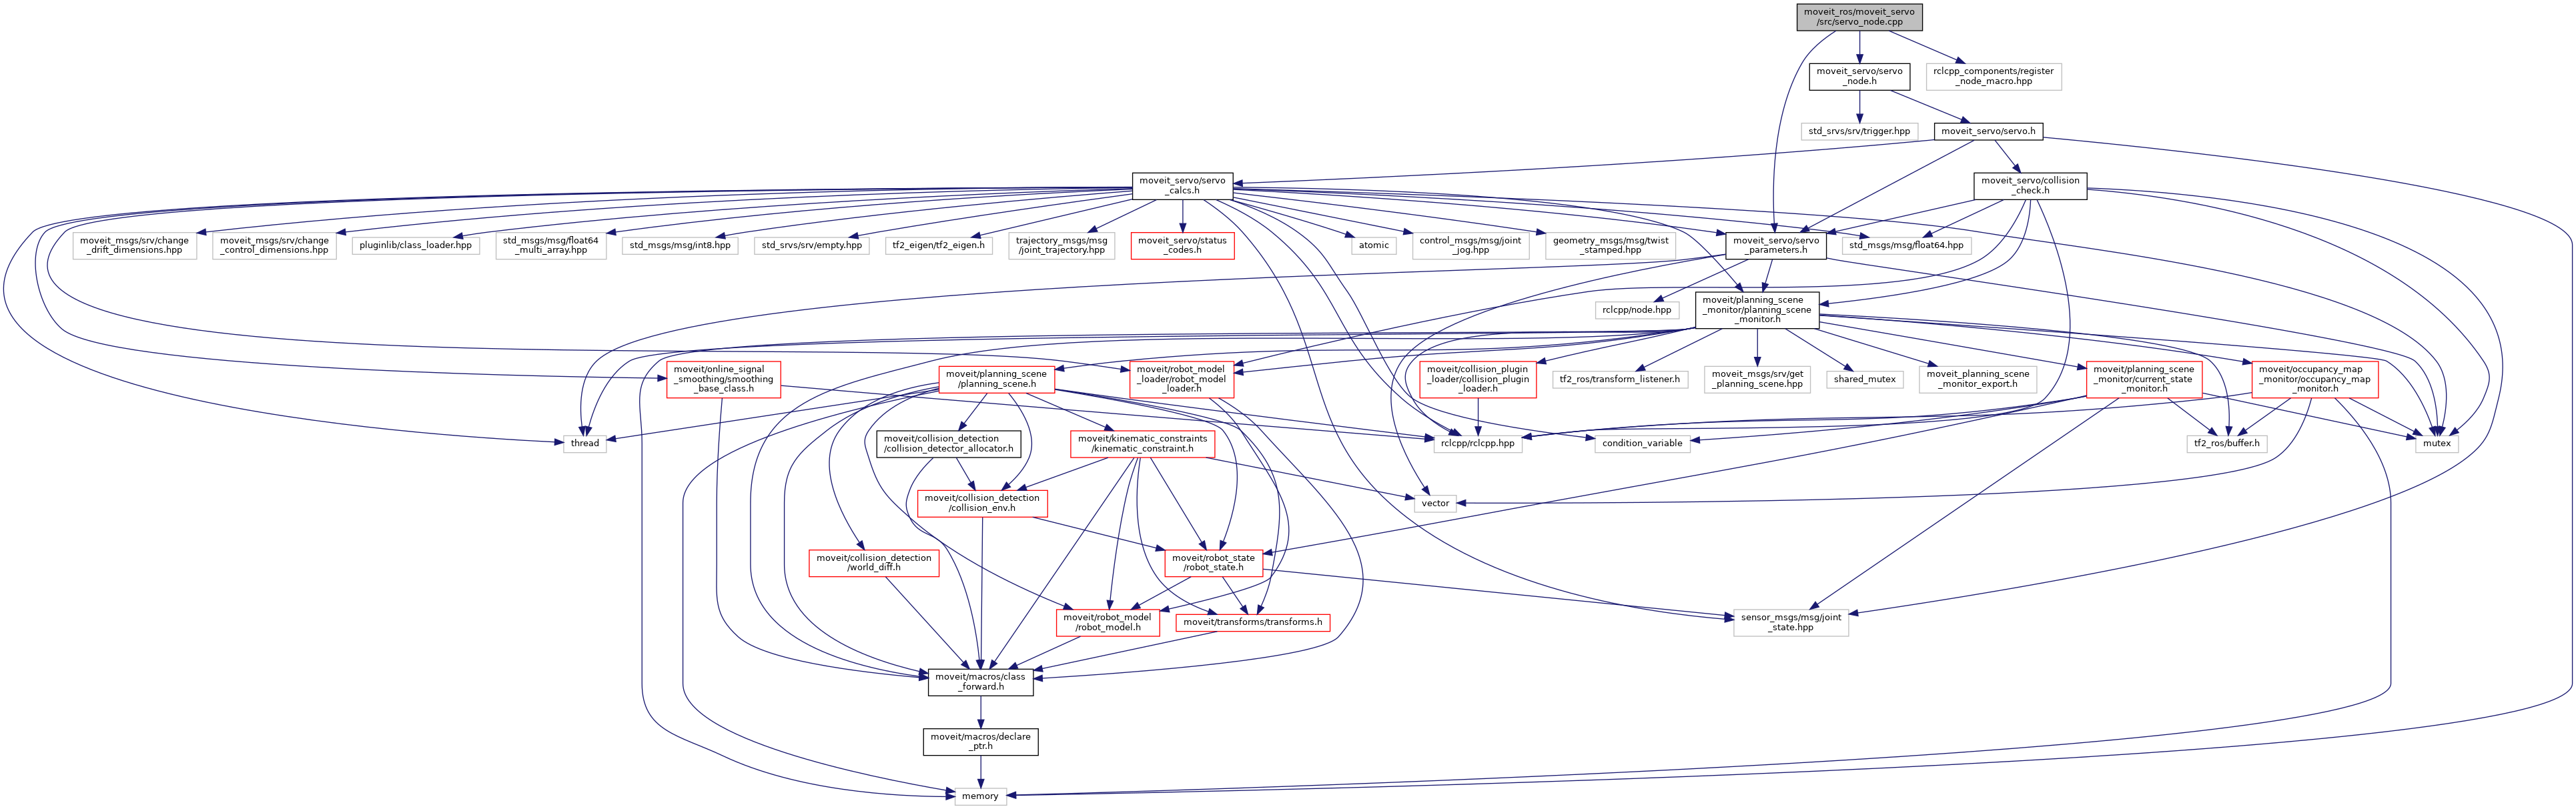 moveit_ros/moveit_servo
/src/servo_node.cpp
moveit_servo/servo
_node.h
rclcpp_components/register
_node_macro.hpp
std_srvs/srv/trigger.hpp
moveit_servo/servo.h
moveit_servo/servo
_calcs.h
moveit_servo/collision
_check.h
moveit_msgs/srv/change
_drift_dimensions.hpp
moveit_msgs/srv/change
_control_dimensions.hpp
pluginlib/class_loader.hpp
std_msgs/msg/float64
_multi_array.hpp
std_msgs/msg/int8.hpp
std_srvs/srv/empty.hpp
tf2_eigen/tf2_eigen.h
trajectory_msgs/msg
/joint_trajectory.hpp
moveit_servo/status
_codes.h
atomic
control_msgs/msg/joint
_jog.hpp
geometry_msgs/msg/twist
_stamped.hpp
moveit_servo/servo
_parameters.h
std_msgs/msg/float64.hpp
rclcpp/node.hpp
moveit/planning_scene
_monitor/planning_scene
_monitor.h
moveit/online_signal
_smoothing/smoothing
_base_class.h
moveit/planning_scene
/planning_scene.h
moveit/robot_model
_loader/robot_model
_loader.h
moveit/collision_plugin
_loader/collision_plugin
_loader.h
tf2_ros/transform_listener.h
moveit_msgs/srv/get
_planning_scene.hpp
shared_mutex
moveit_planning_scene
_monitor_export.h
moveit/planning_scene
_monitor/current_state
_monitor.h
moveit/occupancy_map
_monitor/occupancy_map
_monitor.h
thread
moveit/collision_detection
/collision_detector_allocator.h
moveit/kinematic_constraints
/kinematic_constraint.h
rclcpp/rclcpp.hpp
condition_variable
tf2_ros/buffer.h
mutex
moveit/collision_detection
/collision_env.h
vector
moveit/collision_detection
/world_diff.h
moveit/robot_state
/robot_state.h
moveit/robot_model
/robot_model.h
moveit/transforms/transforms.h
sensor_msgs/msg/joint
_state.hpp
moveit/macros/class
_forward.h
moveit/macros/declare
_ptr.h
memory